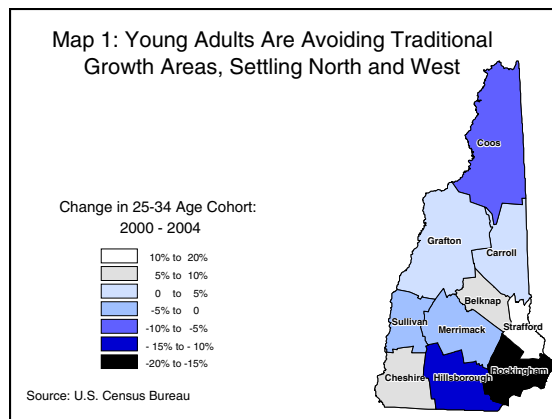 Map 1: Young Adults Are Avoiding Traditional
Growth Areas, Settling North and West
Coos
Change in 25-34 Age Cohort:
2000 - 2004
10% to 20%
5% to 10%
0 to 5%
-5% to 0
-10% to -5%
- 15% to - 10%
-20% to -15%
Grafton
Carroll
Belknap
Sullivan
Merrimack
Strafford
Cheshire
Hillsborough
Rockingham
Source: U.S. Census Bureau